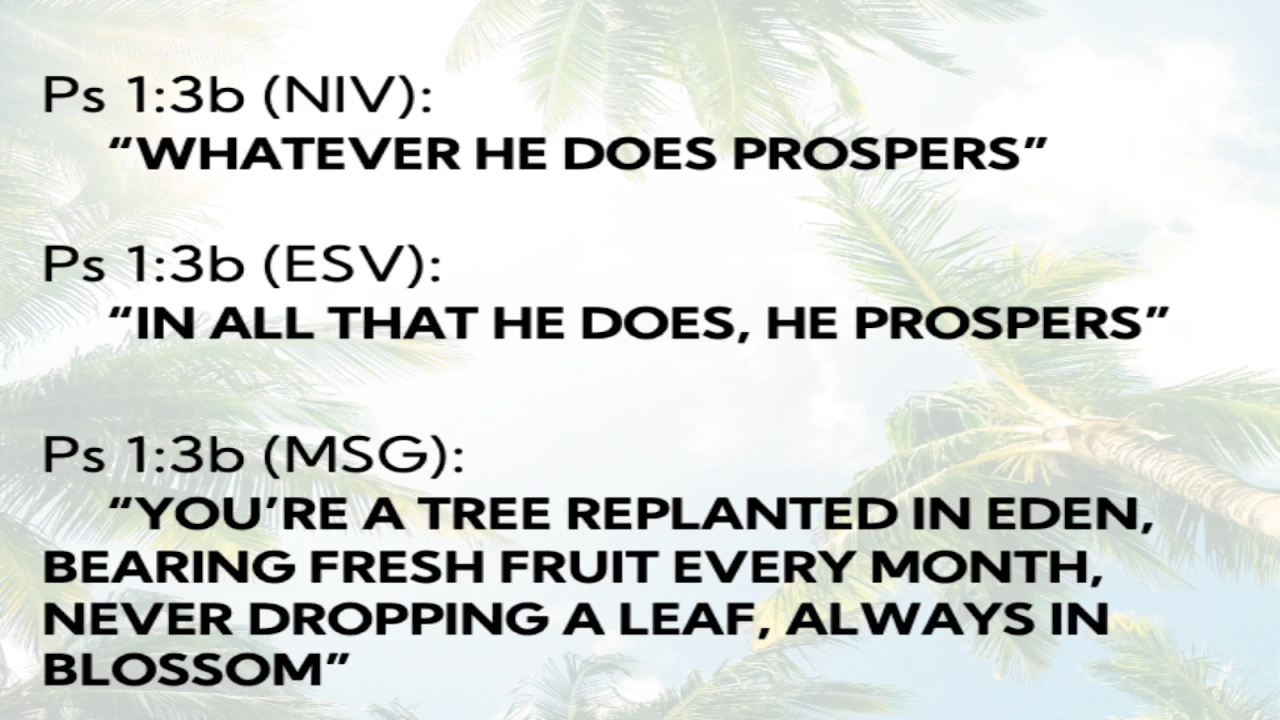 Ps 1:3b (NIV):
“WHATEVER HE DOES PROSPERS”
Ps 1:3b (ESV):
“IN ALL THAT HE DOES, HE PROSPERS”
Ps 1:3b (MSG):
“YOU’RE A TREE REPLANTED IN EDEN,
BEARING FRESH FRUIT EVERY MONTH,
NEVER DROPPING A LEAF, ALWAYS IN
BLOSSOM”